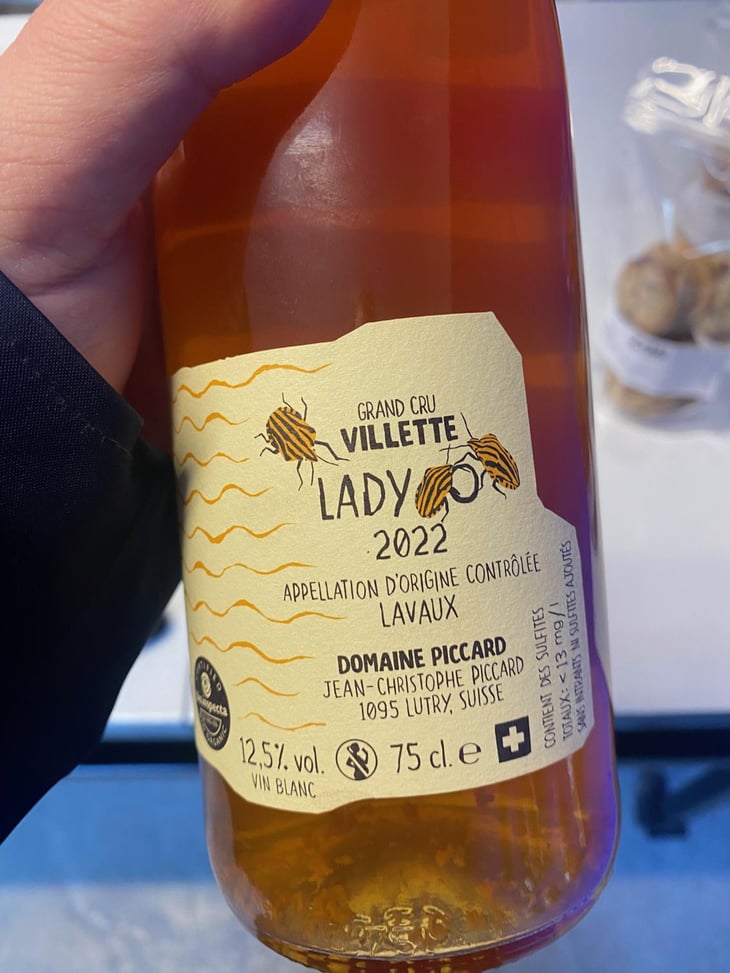 GRAND CRU
VILLETTE
LADY O
2022
APPELLATION D'ORIGINE CONTRÔLÉE
LAVAUX
DOMAINE PICCARD
JEAN-CHRISTOPHE PICCARD
1095 LUTRY, SUISSE
12,5% vol.
75 cl. e
VIN BLANC
CONTIENT DES SULFITES
TOTAUX: < 13 mg/l
SANS INTRANTS NI SULFITES AJOUTÉS